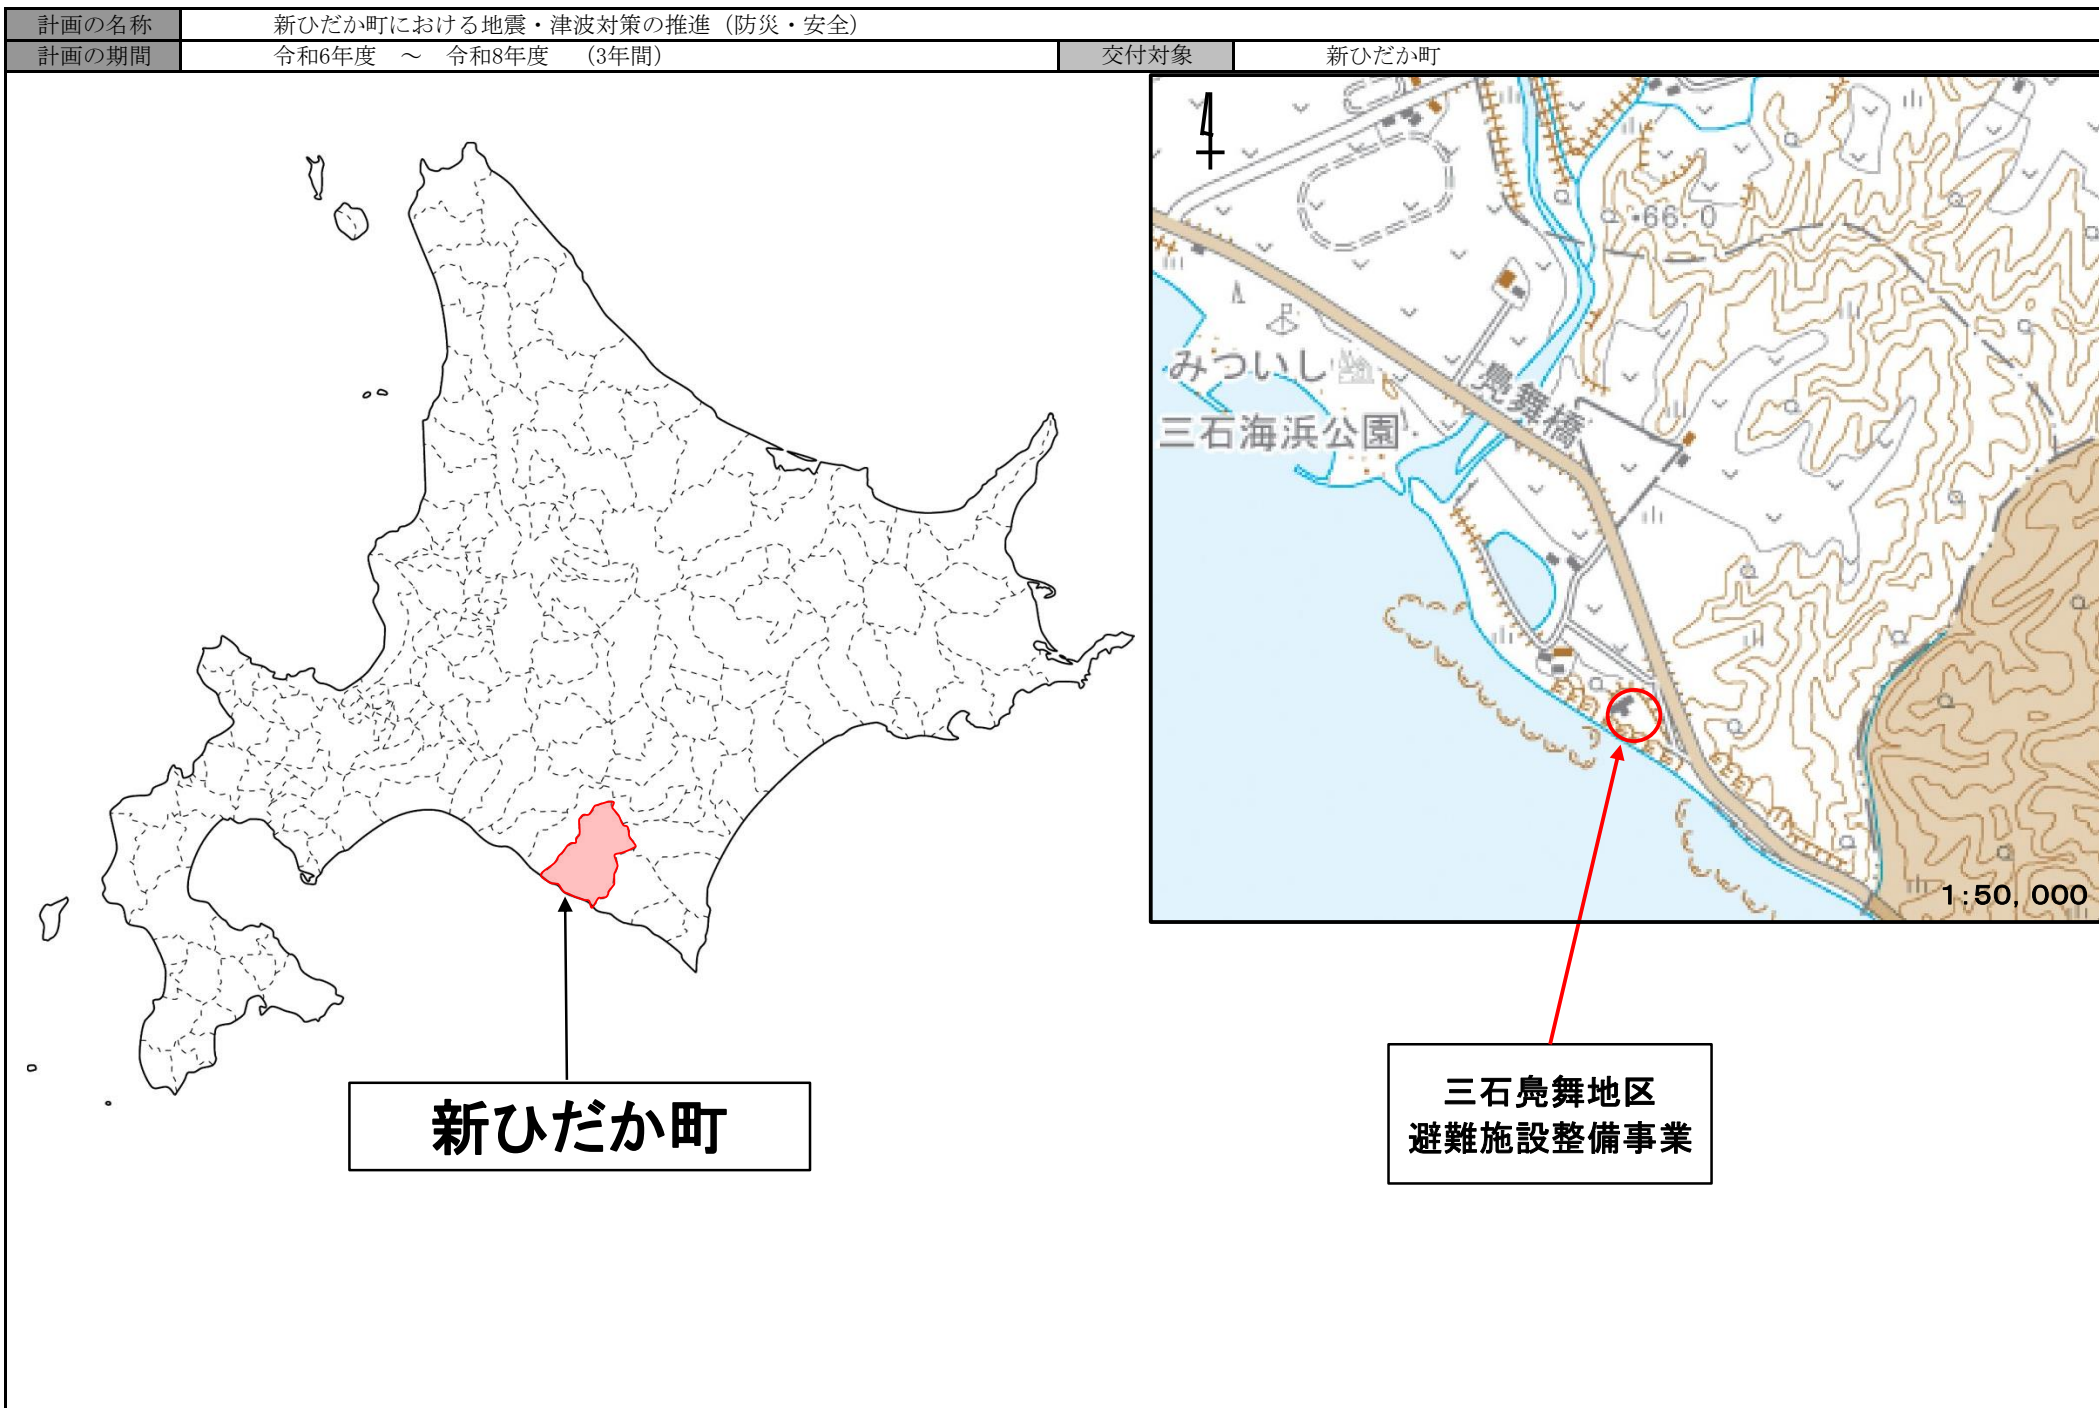 計画の名称 新ひだか町における地震・津波対策の推進（防災・安全）
計画の期間 令和6年度 ～ 令和8年度 （3年間） 交付対象 新ひだか町
66.0
みついし
三石海浜公園
鳧舞橋
1:50,000
新ひだか町
三石鳧舞地区
避難施設整備事業